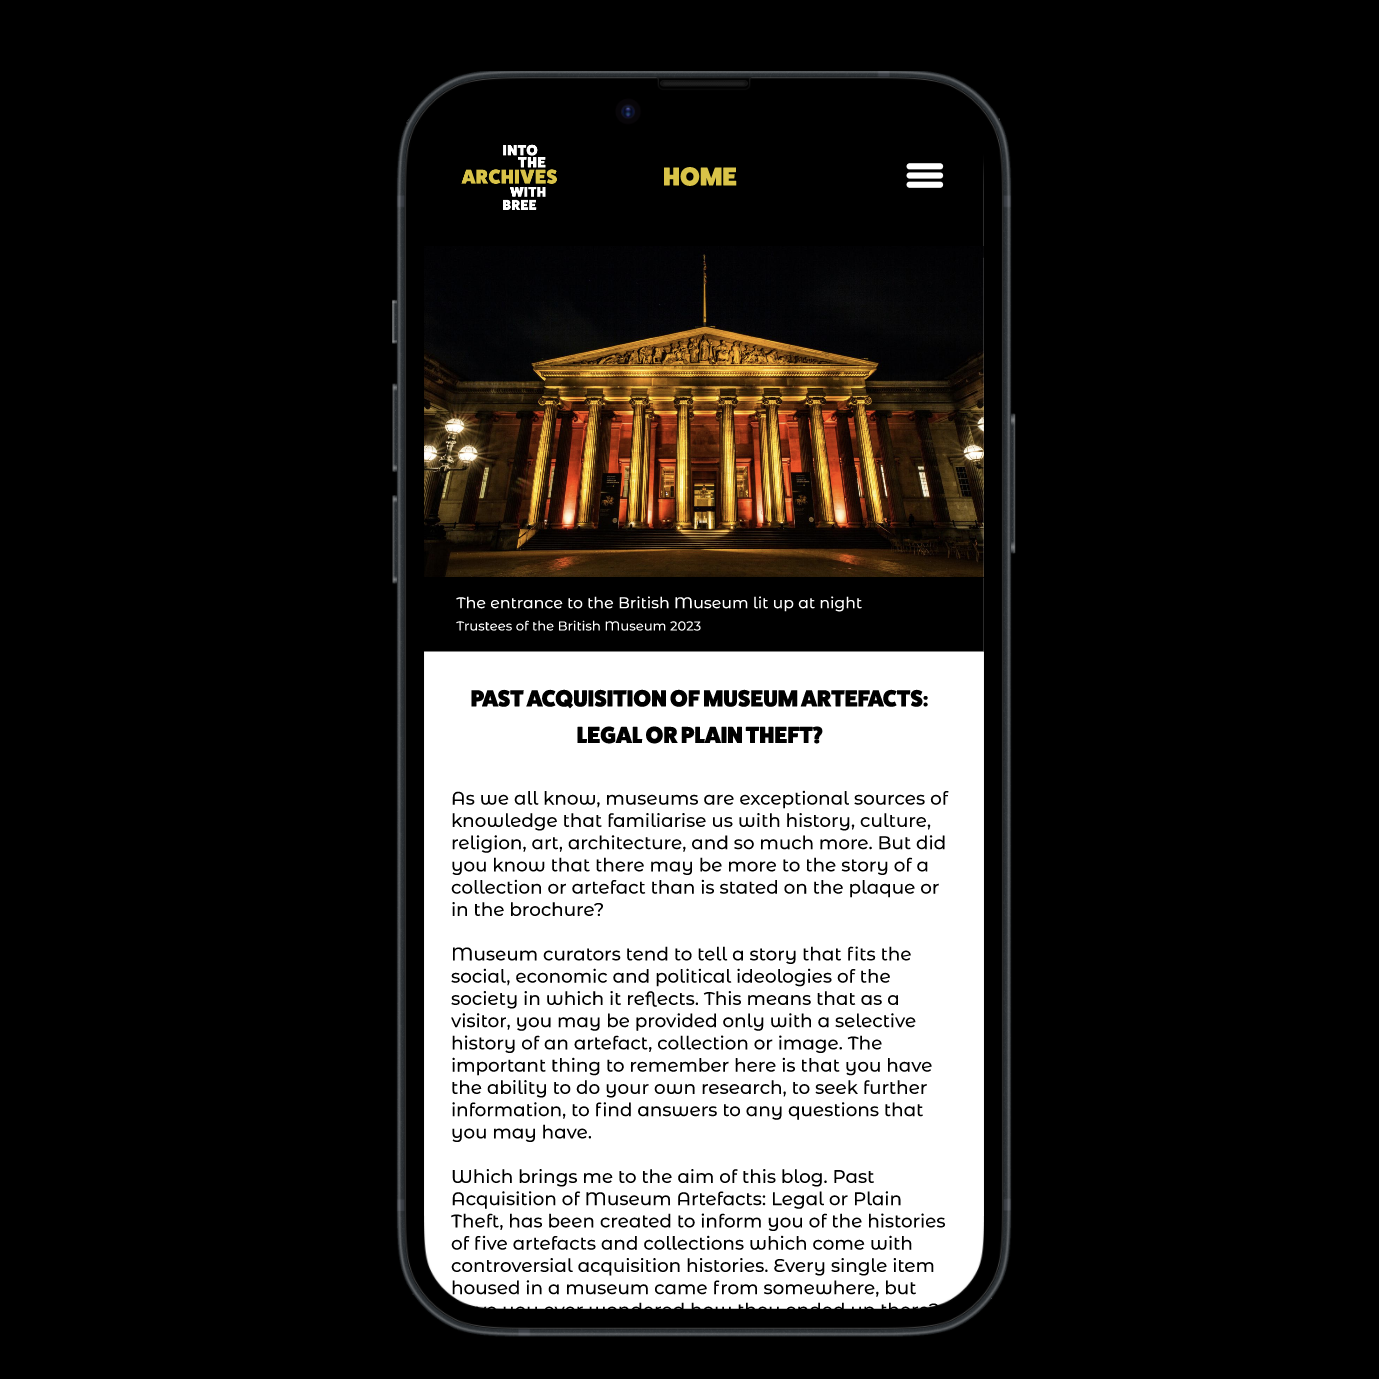 INTO
THE
ARCHIVES
WITH
BREE
HOME
The entrance to the British Museum lit up at night
Trustees of the British Museum 2023
PAST ACQUISITION OF MUSEUM ARTEFACTS:
LEGAL OR PLAIN THEFT?
As we all know, museums are exceptional sources of
knowledge that familiarise us with history, culture,
religion, art, architecture, and so much more. But did
you know that there may be more to the story of a
collection or artefact than is stated on the plaque or
in the brochure?
Museum curators tend to tell a story that fits the
social, economic and political ideologies of the
society in which it reflects. This means that as a
visitor, you may be provided only with a selective
history of an artefact, collection or image. The
important thing to remember here is that you have
the ability to do your own research, to seek further
information, to find answers to any questions that
you may have.
Which brings me to the aim of this blog. Past
Acquisition of Museum Artefacts: Legal or Plain
Theft, has been created to inform you of the histories
of five artefacts and collections which come with
controversial acquisition histories. Every single item
housed in a museum came from somewhere, but
you ever wondered how they ended up there?